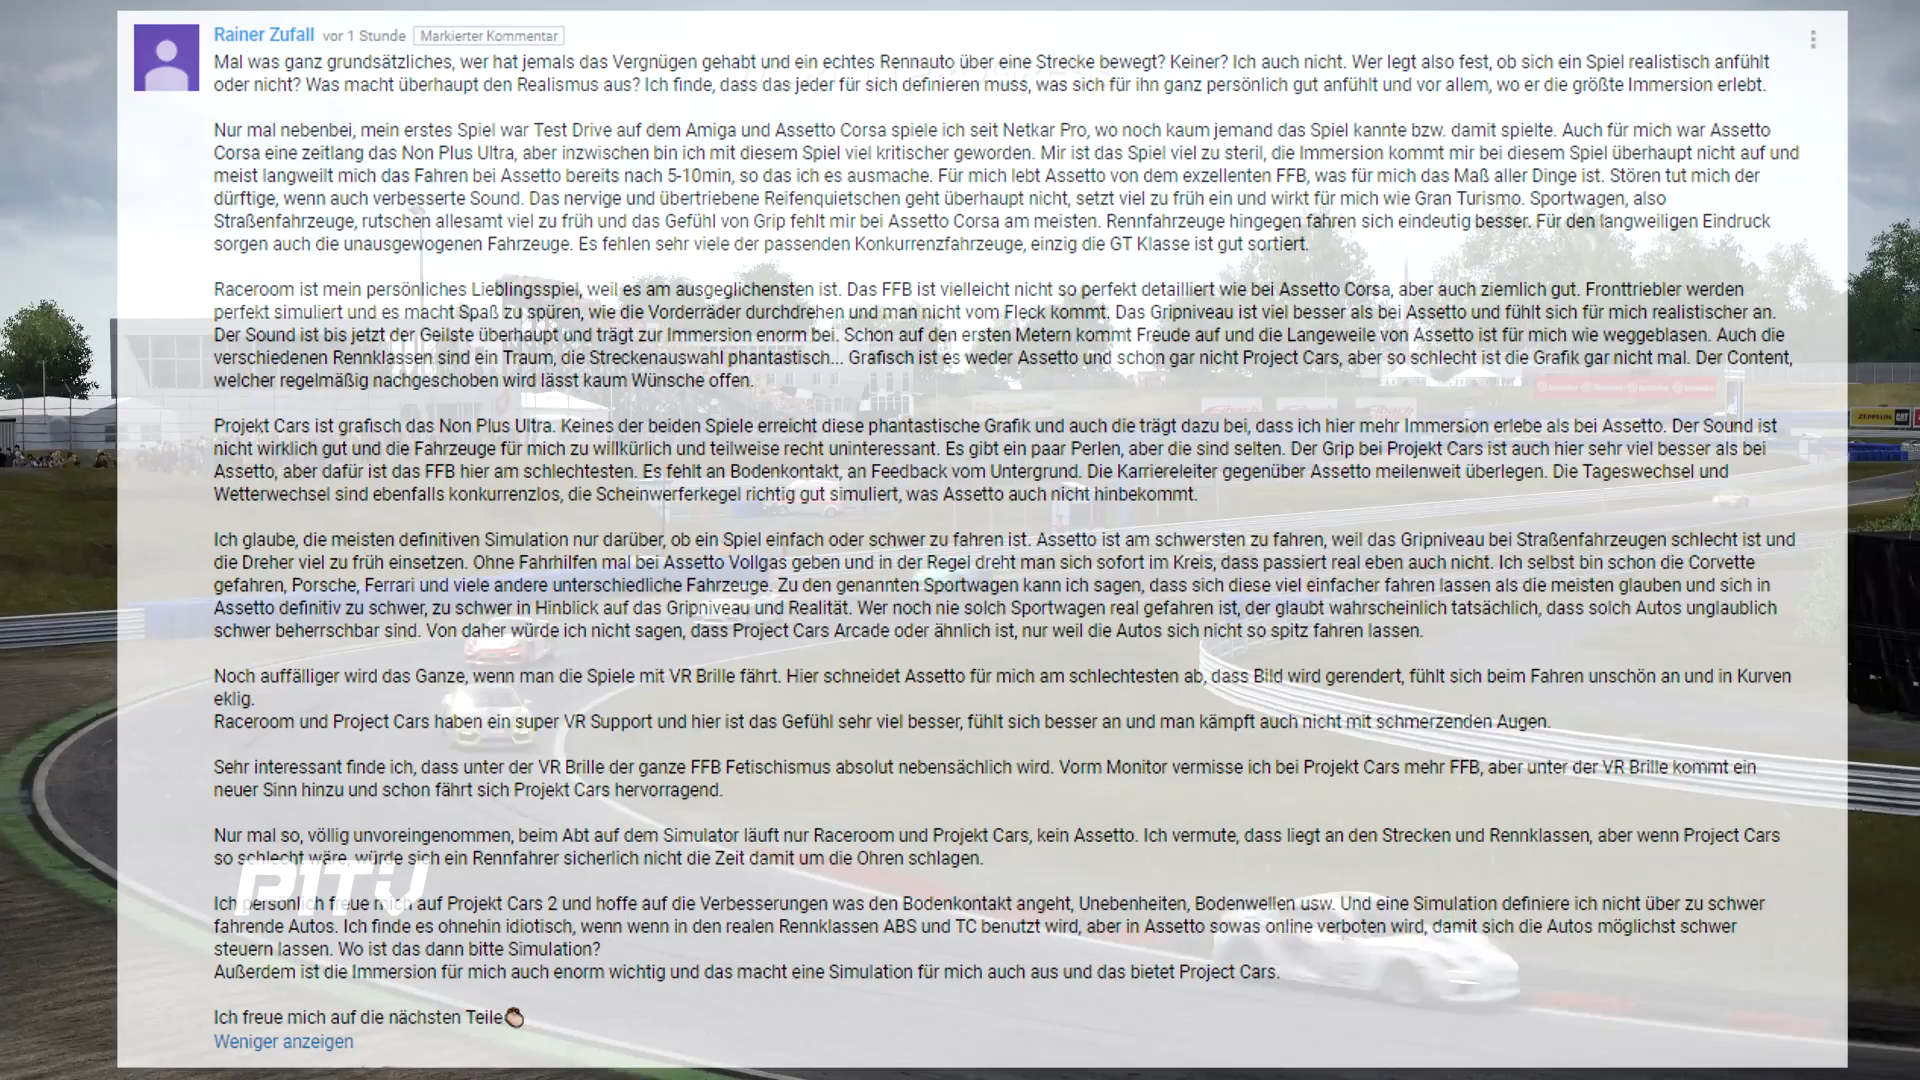 Rainer Zufall vor 1 Stunde Markierter Kommentar
Mal was ganz grundsätzliches, wer hat jemals das Vergnügen gehabt und ein echtes Rennauto über eine Strecke bewegt? Keiner? Ich auch nicht. Wer legt also fest, ob sich ein Spiel realistisch anfühlt
oder nicht? Was macht überhaupt den Realismus aus? Ich finde, dass das jeder für sich definieren muss, was sich für ihn ganz persönlich gut anfühlt und vor allem, wo er die größte Immersion erlebt.
Nur mal nebenbei, mein erstes Spiel war Test Drive auf dem Amiga und Assetto Corsa spiele ich seit Netkar Pro, wo noch kaum jemand das Spiel kannte bzw. damit spielte. Auch für mich war Assetto
Corsa eine zeitlang das Non Plus Ultra, aber inzwischen bin ich mit diesem Spiel viel kritischer geworden. Mir ist das Spiel viel zu steril, die Immersion kommt mir bei diesem Spiel überhaupt nicht auf und
meist langweilt mich das Fahren bei Assetto bereits nach 5-10min, so das ich es ausmache. Für mich lebt Assetto von dem exzellenten FFB, was für mich das Maß aller Dinge ist. Stören tut mich der
dürftige, wenn auch verbesserte Sound. Das nervige und übertriebene Reifenquietschen geht überhaupt nicht, setzt viel zu früh ein und wirkt für mich wie Gran Turismo. Sportwagen, also
Straßenfahrzeuge, rutschen allesamt viel zu früh und das Gefühl von Grip fehlt mir bei Assetto Corsa am meisten. Rennfahrzeuge hingegen fahren sich eindeutig besser. Für den langweiligen Eindruck
sorgen auch die unausgewogenen Fahrzeuge. Es fehlen sehr viele der passenden Konkurrenzfahrzeuge, einzig die GT Klasse ist gut sortiert.
Raceroom ist mein persönliches Lieblingsspiel, weil es am ausgeglichensten ist. Das FFB ist vielleicht nicht so perfekt detailliert wie bei Assetto Corsa, aber auch ziemlich gut. Fronttriebler werden
perfekt simuliert und es macht Spaß zu spüren, wie die Vorderräder durchdrehen und man nicht vom Fleck kommt. Das Gripniveau ist viel besser als bei Assetto und fühlt sich für mich realistischer an.
Der Sound ist bis jetzt der Geilste überhaupt und trägt zur Immersion enorm bei. Schon auf den ersten Metern kommt Freude auf und die Langeweile von Assetto ist für mich wie weggeblasen. Auch die
verschiedenen Rennklassen sind ein Traum, die Streckenauswahl phantastisch... Grafisch ist es weder Assetto und schon gar nicht Project Cars, aber so schlecht ist die Grafik gar nicht mal. Der Content,
welcher regelmäßig nachgeschoben wird lässt kaum Wünsche offen.
Projekt Cars ist grafisch das Non Plus Ultra. Keines der beiden Spiele erreicht diese phantastische Grafik und auch die trägt dazu bei, dass ich hier mehr Immersion erlebe als bei Assetto. Der Sound ist
nicht wirklich gut und die Fahrzeuge für mich zu willkürlich und teilweise recht uninteressant. Es gibt ein paar Perlen, aber die sind selten. Der Grip bei Projekt Cars ist auch hier sehr viel besser als bei
Assetto, aber dafür ist das FFB hier am schlechtesten. Es fehlt an Bodenkontakt, an Feedback vom Untergrund. Die Karriereleiter gegenüber Assetto meilenweit überlegen. Die Tageswechsel und
Wetterwechsel sind ebenfalls konkurrenzlos, die Scheinwerferkegel richtig gut simuliert, was Assetto auch nicht hinbekommt.
Ich glaube, die meisten definitiven Simulation nur darüber, ob ein Spiel einfach oder schwer zu fahren ist. Assetto ist am schwersten zu fahren, weil das Gripniveau bei Straßenfahrzeugen schlecht ist und
die Dreher viel zu früh einsetzen. Ohne Fahrhilfen mal bei Assetto Vollgas geben und in der Regel dreht man sich sofort im Kreis, dass passiert real eben auch nicht. Ich selbst bin schon die Corvette
gefahren, Porsche, Ferrari und viele andere unterschiedliche Fahrzeuge. Zu den genannten Sportwagen kann ich sagen, dass sich diese viel einfacher fahren lassen als die meisten glauben und sich in
Assetto definitiv zu schwer, zu schwer in Hinblick auf das Gripniveau und Realität. Wer noch nie solch Sportwagen real gefahren ist, der glaubt wahrscheinlich tatsächlich, dass solch Autos unglaublich
schwer beherrschbar sind. Von daher würde ich nicht sagen, dass Project Cars Arcade oder ähnlich ist, nur weil die Autos sich nicht so spitz fahren lassen.
Noch auffälliger wird das Ganze, wenn man die Spiele mit VR Brille fährt. Hier schneidet Assetto für mich am schlechtesten ab, dass Bild wird gerendert, fühlt sich beim Fahren unschön an und in Kurven
eklig.
Raceroom und Project Cars haben ein super VR Support und hier ist das Gefühl sehr viel besser, fühlt sich besser an und man kämpft auch nicht mit schmerzenden Augen.
Sehr interessant finde ich, dass unter der VR Brille der ganze FFB Fetischismus absolut nebensächlich wird. Vorm Monitor vermisse ich bei Projekt Cars mehr FFB, aber unter der VR Brille kommt ein
neuer Sinn hinzu und schon fährt sich Projekt Cars hervorragend.
Nur mal so, völlig unvoreingenommen, beim Abt auf dem Simulator läuft nur Raceroom und Projekt Cars, kein Assetto. Ich vermute, dass liegt an den Strecken und Rennklassen, aber wenn Project Cars
so schlecht wäre, würde sich ein Rennfahrer sicherlich nicht die Zeit damit um die Ohren schlagen.
Ich persönlich freue mich auf Projekt Cars 2 und hoffe auf die Verbesserungen was den Bodenkontakt angeht, Unebenheiten, Bodenwellen usw. Und eine Simulation definiere ich nicht über zu schwer
fahrende Autos. Ich finde es ohnehin idiotisch, wenn wenn in den realen Rennklassen ABS und TC benutzt wird, aber in Assetto sowas online verboten wird, damit sich die Autos möglichst schwer
steuern lassen. Wo ist das dann bitte Simulation?
Außerdem ist die Immersion für mich auch enorm wichtig und das macht eine Simulation für mich auch aus und das bietet Project Cars.
Ich freue mich auf die nächsten Teile
Weniger anzeigen
P1TV
ZEPPELIN CAT